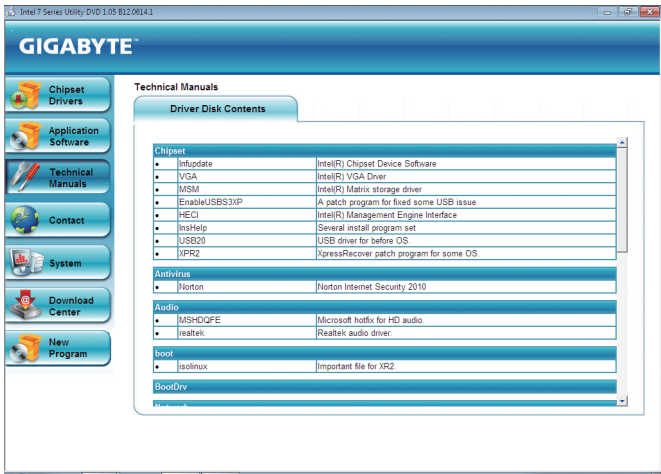 Intel 7 Series Utility DVD 1.05 B12.0614.1
GIGABYTE™
Chipset
Drivers
Application
Software
Technical
Manuals
Contact
System
Download
Center
New
Program
Technical Manuals
Driver Disk Contents
Chipset
• Infupdate Intel(R) Chipset Device Software
• VGA Intel(R) VGA Drver
• MSM Intel(R) Matrix storage driver
• EnableUSBS3XP A patch program for fixed some USB issue
• HECI Intel(R) Management Engine Interface
• InsHelp Several install program set
• USB20 USB driver for before OS.
• XPR2 XpressRecover patch program for some OS.
Antivirus
• Norton Norton Internet Security 2010
Audio
• MSHDQFE Microsoft hotfix for HD audio.
• realtek Realtek audio driver.
boot
• isolinux Important file for XR2.
BootDrv
Network